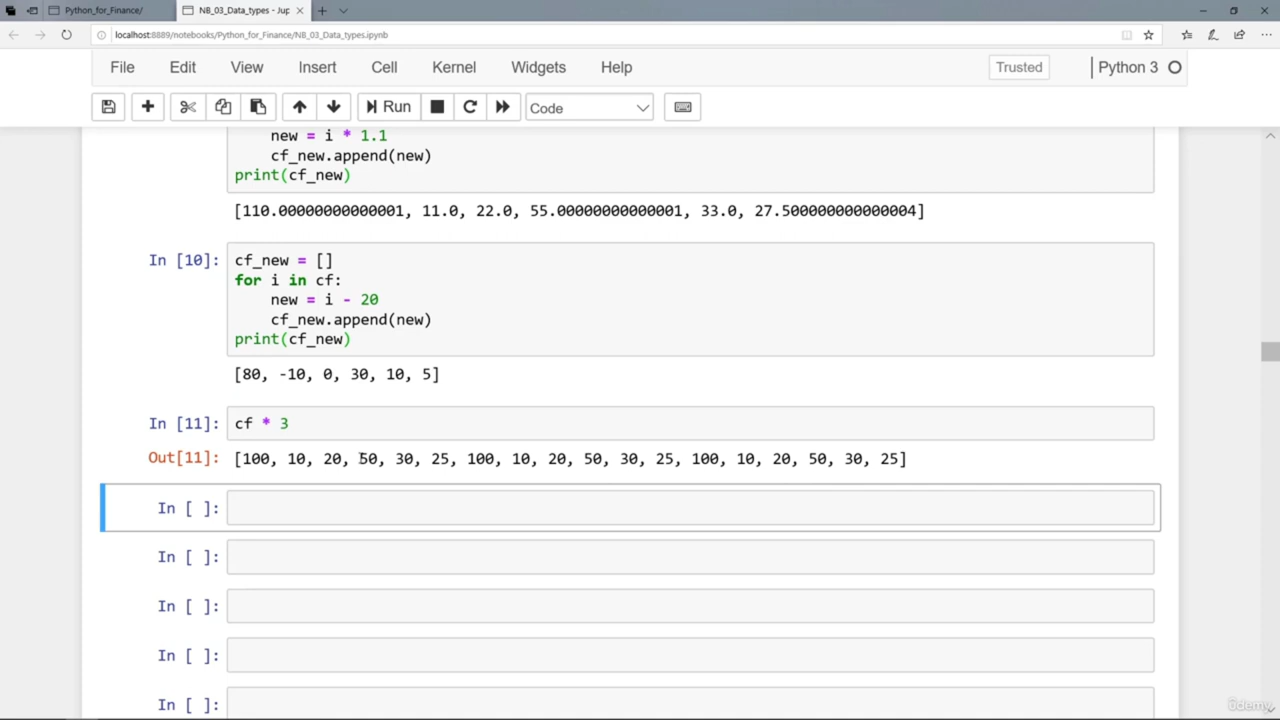 Python_for_Finance/
NB_03_Data_types - Jup
localhost:8889/notebooks/Python_for_Finance/NB_03_Data_types.ipynb
File Edit View Insert Cell Kernel Widgets Help Trusted Python 3
Run Code
new = i * 1.1
cf_new.append(new)
print(cf_new)
[110.00000000000001, 11.0, 22.0, 55.00000000000001, 33.0, 27.500000000000004]
In [10]: cf_new = []
for i in cf:
new = i - 20
cf_new.append(new)
print(cf_new)
[80, -10, 0, 30, 10, 5]
In [11]: cf * 3
Out[11]: [100, 10, 20, 50, 30, 25, 100, 10, 20, 50, 30, 25, 100, 10, 20, 50, 30, 25]
In [ ]:
In [ ]:
In [ ]:
In [ ]:
In [ ]:
ûdemy